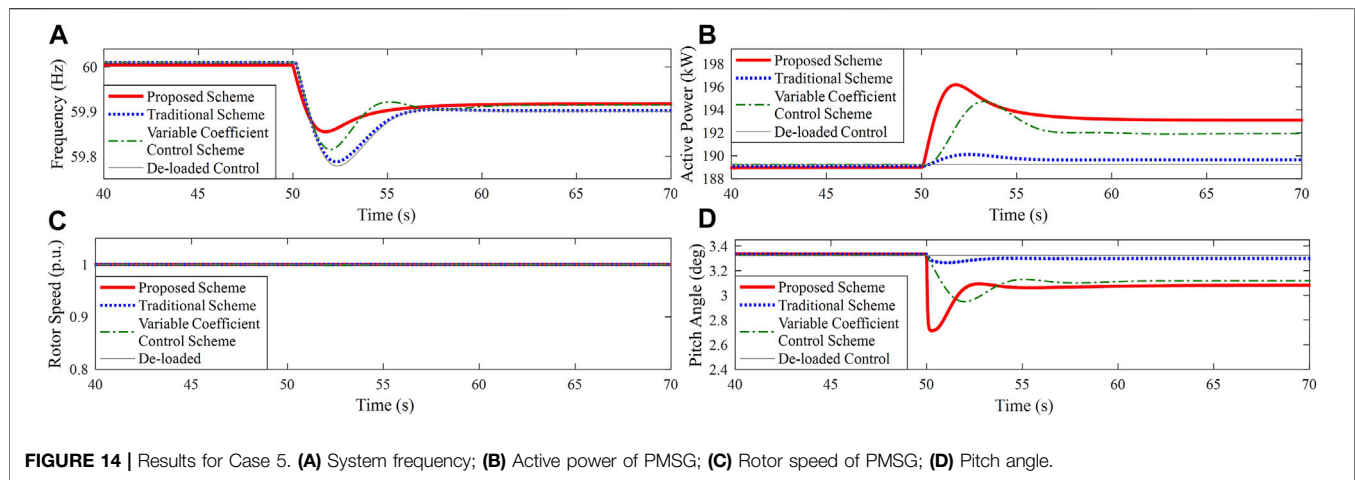 A
Frequency (Hz)
60
59.9
59.8
Proposed Scheme
Traditional Scheme
Variable Coefficient
Control Scheme
De-loaded Control
40 45 50 55 60 65 70
Time (s)
B
Active Power (kW)
198
196
194
192
190
188
Proposed Scheme
Traditional Scheme
Variable Coefficient
Control Scheme
De-loaded Control
40 45 50 55 60 65 70
Time (s)
C
Rotor Speed (p.u.)
1
0.9
0.8
Proposed Scheme
Traditional Scheme
Variable Coefficient
Control Scheme
De-loaded
40 45 50 55 60 65 70
Time (s)
D
Pitch Angle (deg)
3.4
3.2
3
2.8
2.6
2.4
Proposed Scheme
Traditional Scheme
Variable Coefficient
Control Scheme
De-loaded Control
40 45 50 55 60 65 70
Time (s)
FIGURE 14 | Results for Case 5. (A) System frequency; (B) Active power of PMSG; (C) Rotor speed of PMSG; (D) Pitch angle.